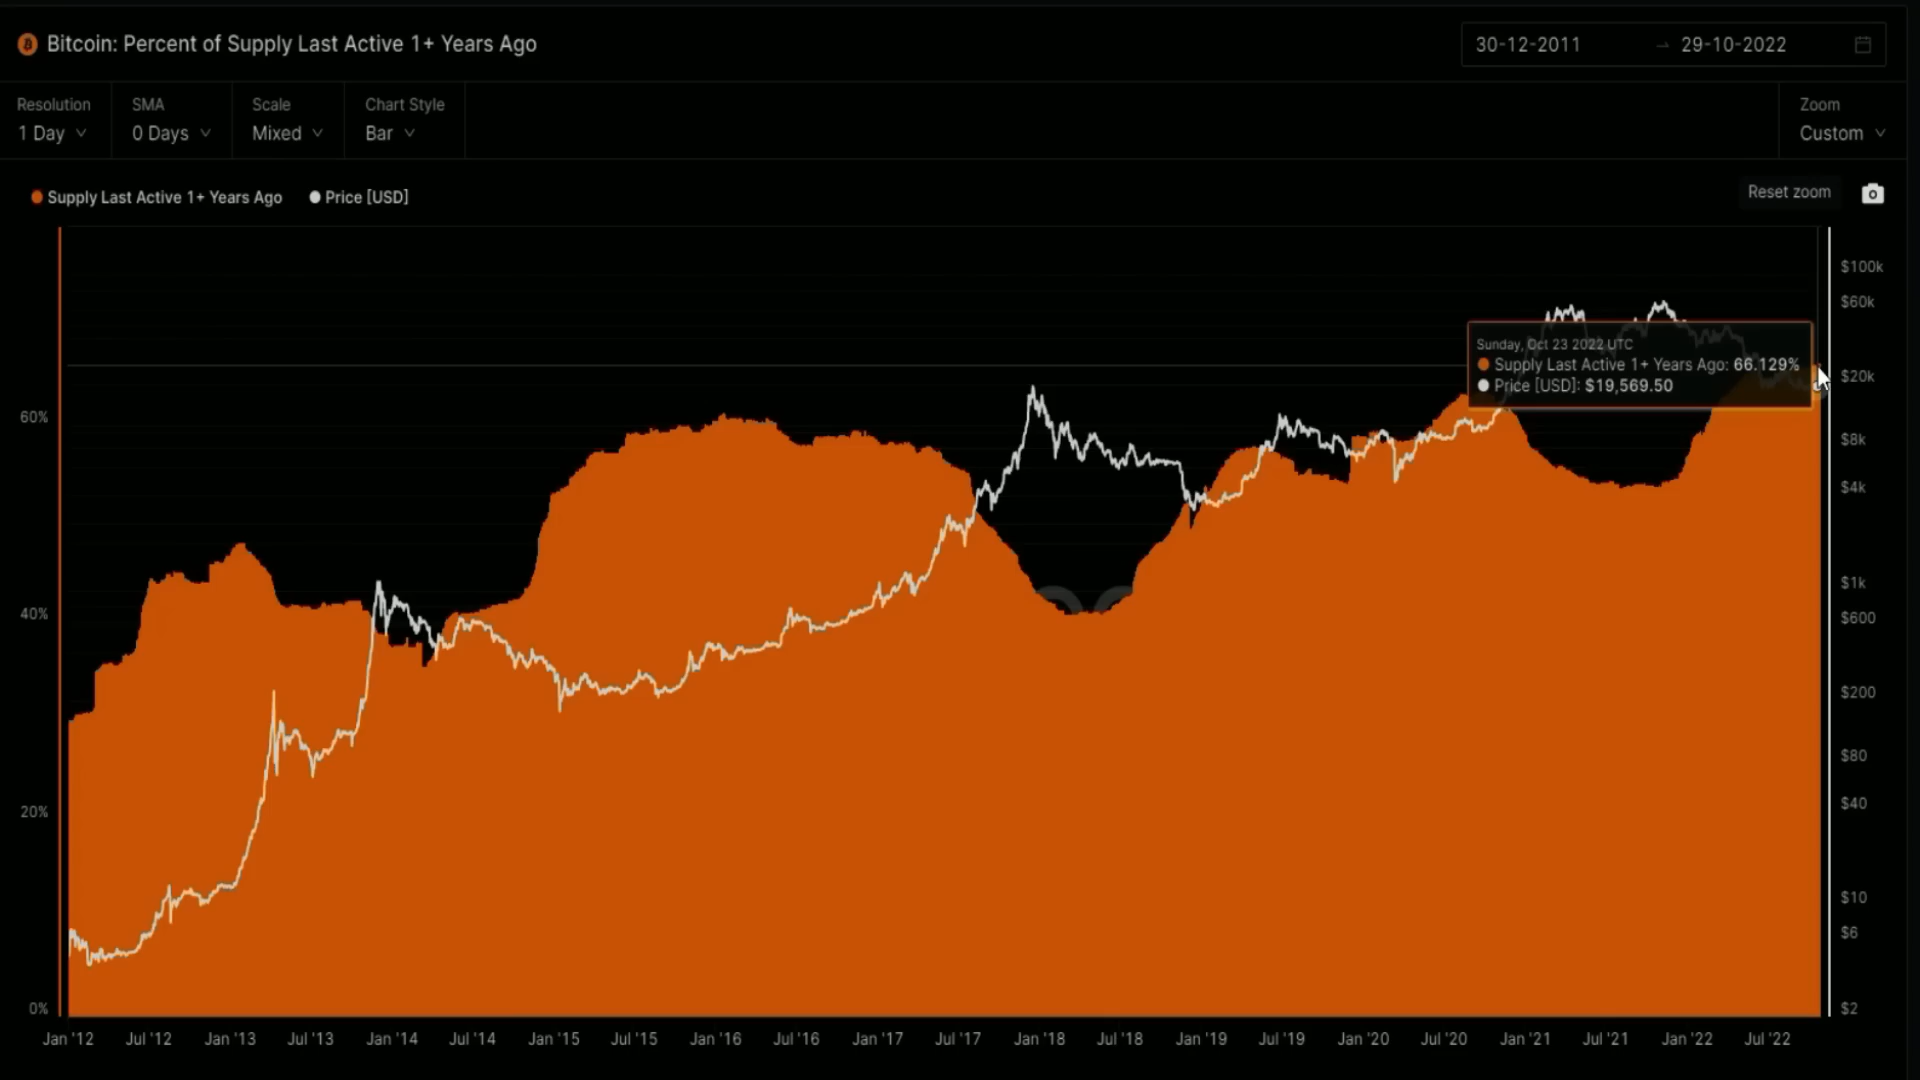 Bitcoin: Percent of Supply Last Active 1+ Years Ago
30-12-2011 → 29-10-2022
Resolution SMA Scale Chart Style Zoom
1 Day 0 Days Mixed Bar Custom
Supply Last Active 1+ Years Ago Price [USD] Reset zoom
$100k
$60k
Sunday, Oct 23 2022 UTC
Supply Last Active 1+ Years Ago: 66.129%
Price [USD]: $19,569.50
$20k
60%
$8k
$4k
$1k
40%
$600
$200
$80
20%
$40
$10
$6
0%
$2
Jan '12 Jul '12 Jan '13 Jul '13 Jan '14 Jul '14 Jan '15 Jul '15 Jan '16 Jul '16 Jan '17 Jul '17 Jan '18 Jul '18 Jan '19 Jul '19 Jan '20 Jul '20 Jan '21 Jul '21 Jan '22 Jul '22